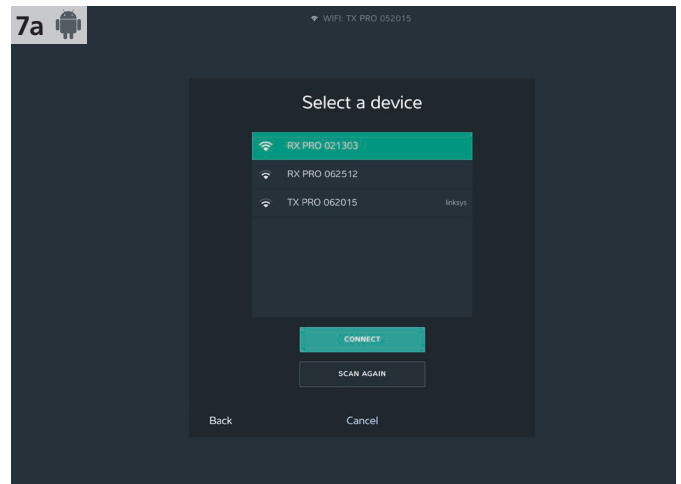 7a
WIFI: TX PRO 052015
Select a device
RX PRO 021303
RX PRO 062512
TX PRO 062015 linksys
CONNECT
SCAN AGAIN
Back Cancel